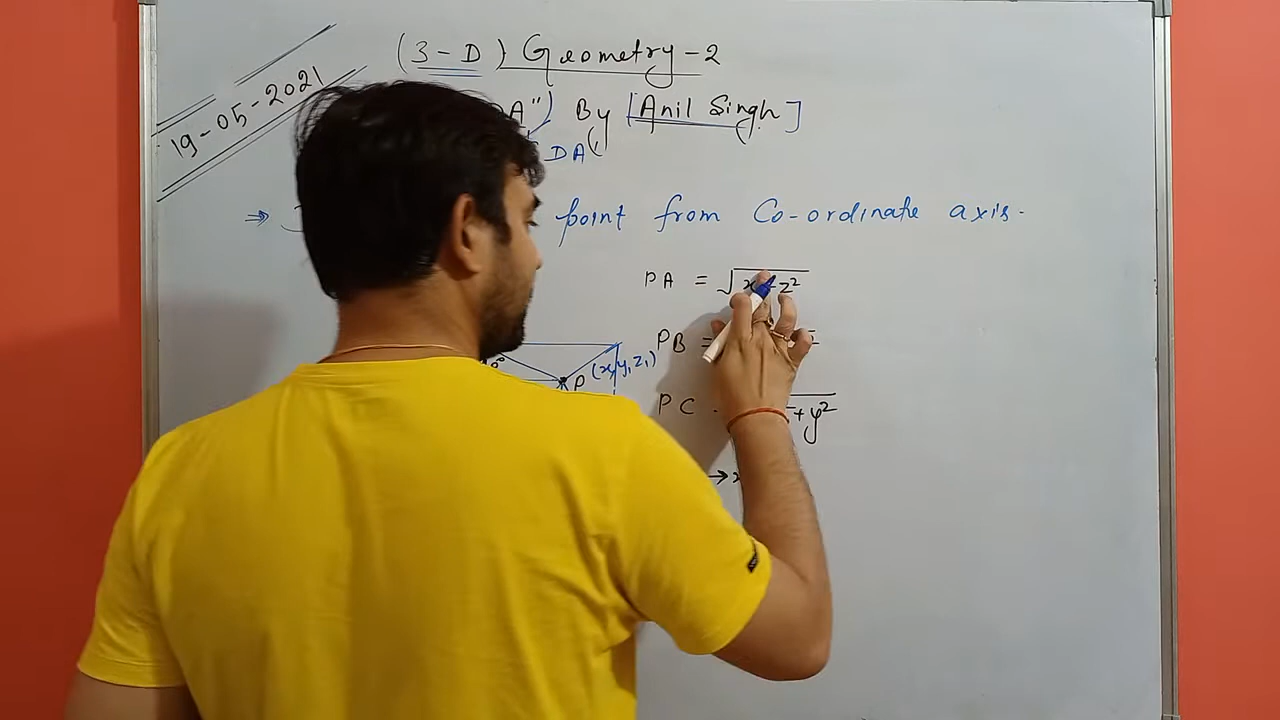 (3-D) Geometry-2
19-05-2021
A") By [Anil Singh]
DA
⇒ point from Co-ordinate axis.
PA = √x z²
PB =
P (x, y, z)
PC + y²
→ x